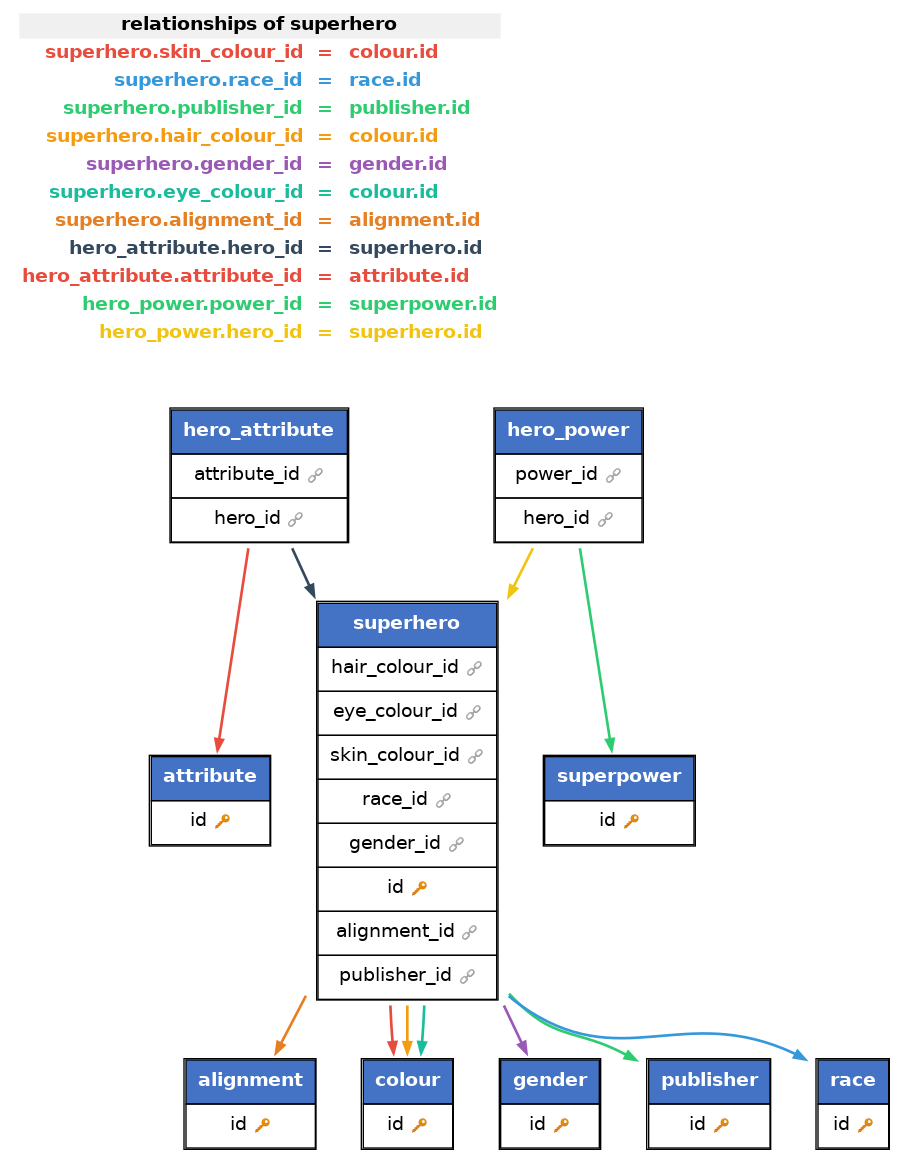 relationships of superhero
superhero.skin_colour_id = colour.id
superhero.race_id = race.id
superhero.publisher_id = publisher.id
superhero.hair_colour_id = colour.id
superhero.gender_id = gender.id
superhero.eye_colour_id = colour.id
superhero.alignment_id = alignment.id
hero_attribute.hero_id = superhero.id
hero_attribute.attribute_id = attribute.id
hero_power.power_id = superpower.id
hero_power.hero_id = superhero.id
hero_attribute
attribute_id
hero_id
hero_power
power_id
hero_id
superhero
hair_colour_id
eye_colour_id
skin_colour_id
race_id
gender_id
id
alignment_id
publisher_id
attribute
id
superpower
id
alignment
id
colour
id
gender
id
publisher
id
race
id